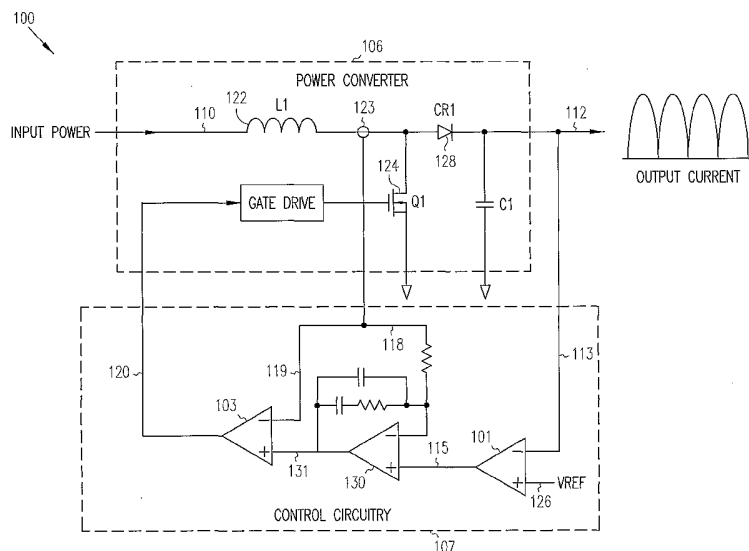 100
106
POWER CONVERTER
122
L1
123
CR1
112
INPUT POWER
110
128
124
OUTPUT CURRENT
GATE DRIVE
Q1
C1
118
113
120
119
103
101
115
131
130
126
VREF
CONTROL CIRCUITRY
107
−
+
−
+
−
+